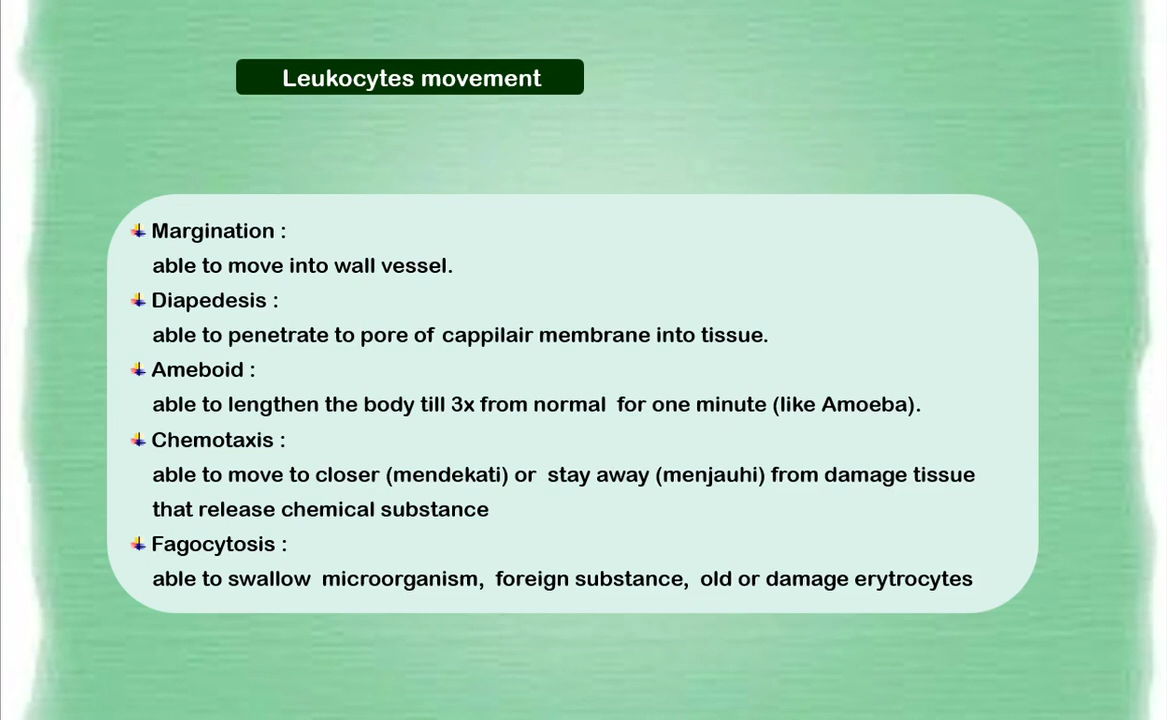 Leukocytes movement
Margination :
able to move into wall vessel.
Diapedesis :
able to penetrate to pore of cappilair membrane into tissue.
Ameboid :
able to lengthen the body till 3x from normal for one minute (like Amoeba).
Chemotaxis :
able to move to closer (mendekati) or stay away (menjauhi) from damage tissue
that release chemical substance
Fagocytosis :
able to swallow microorganism, foreign substance, old or damage erytrocytes